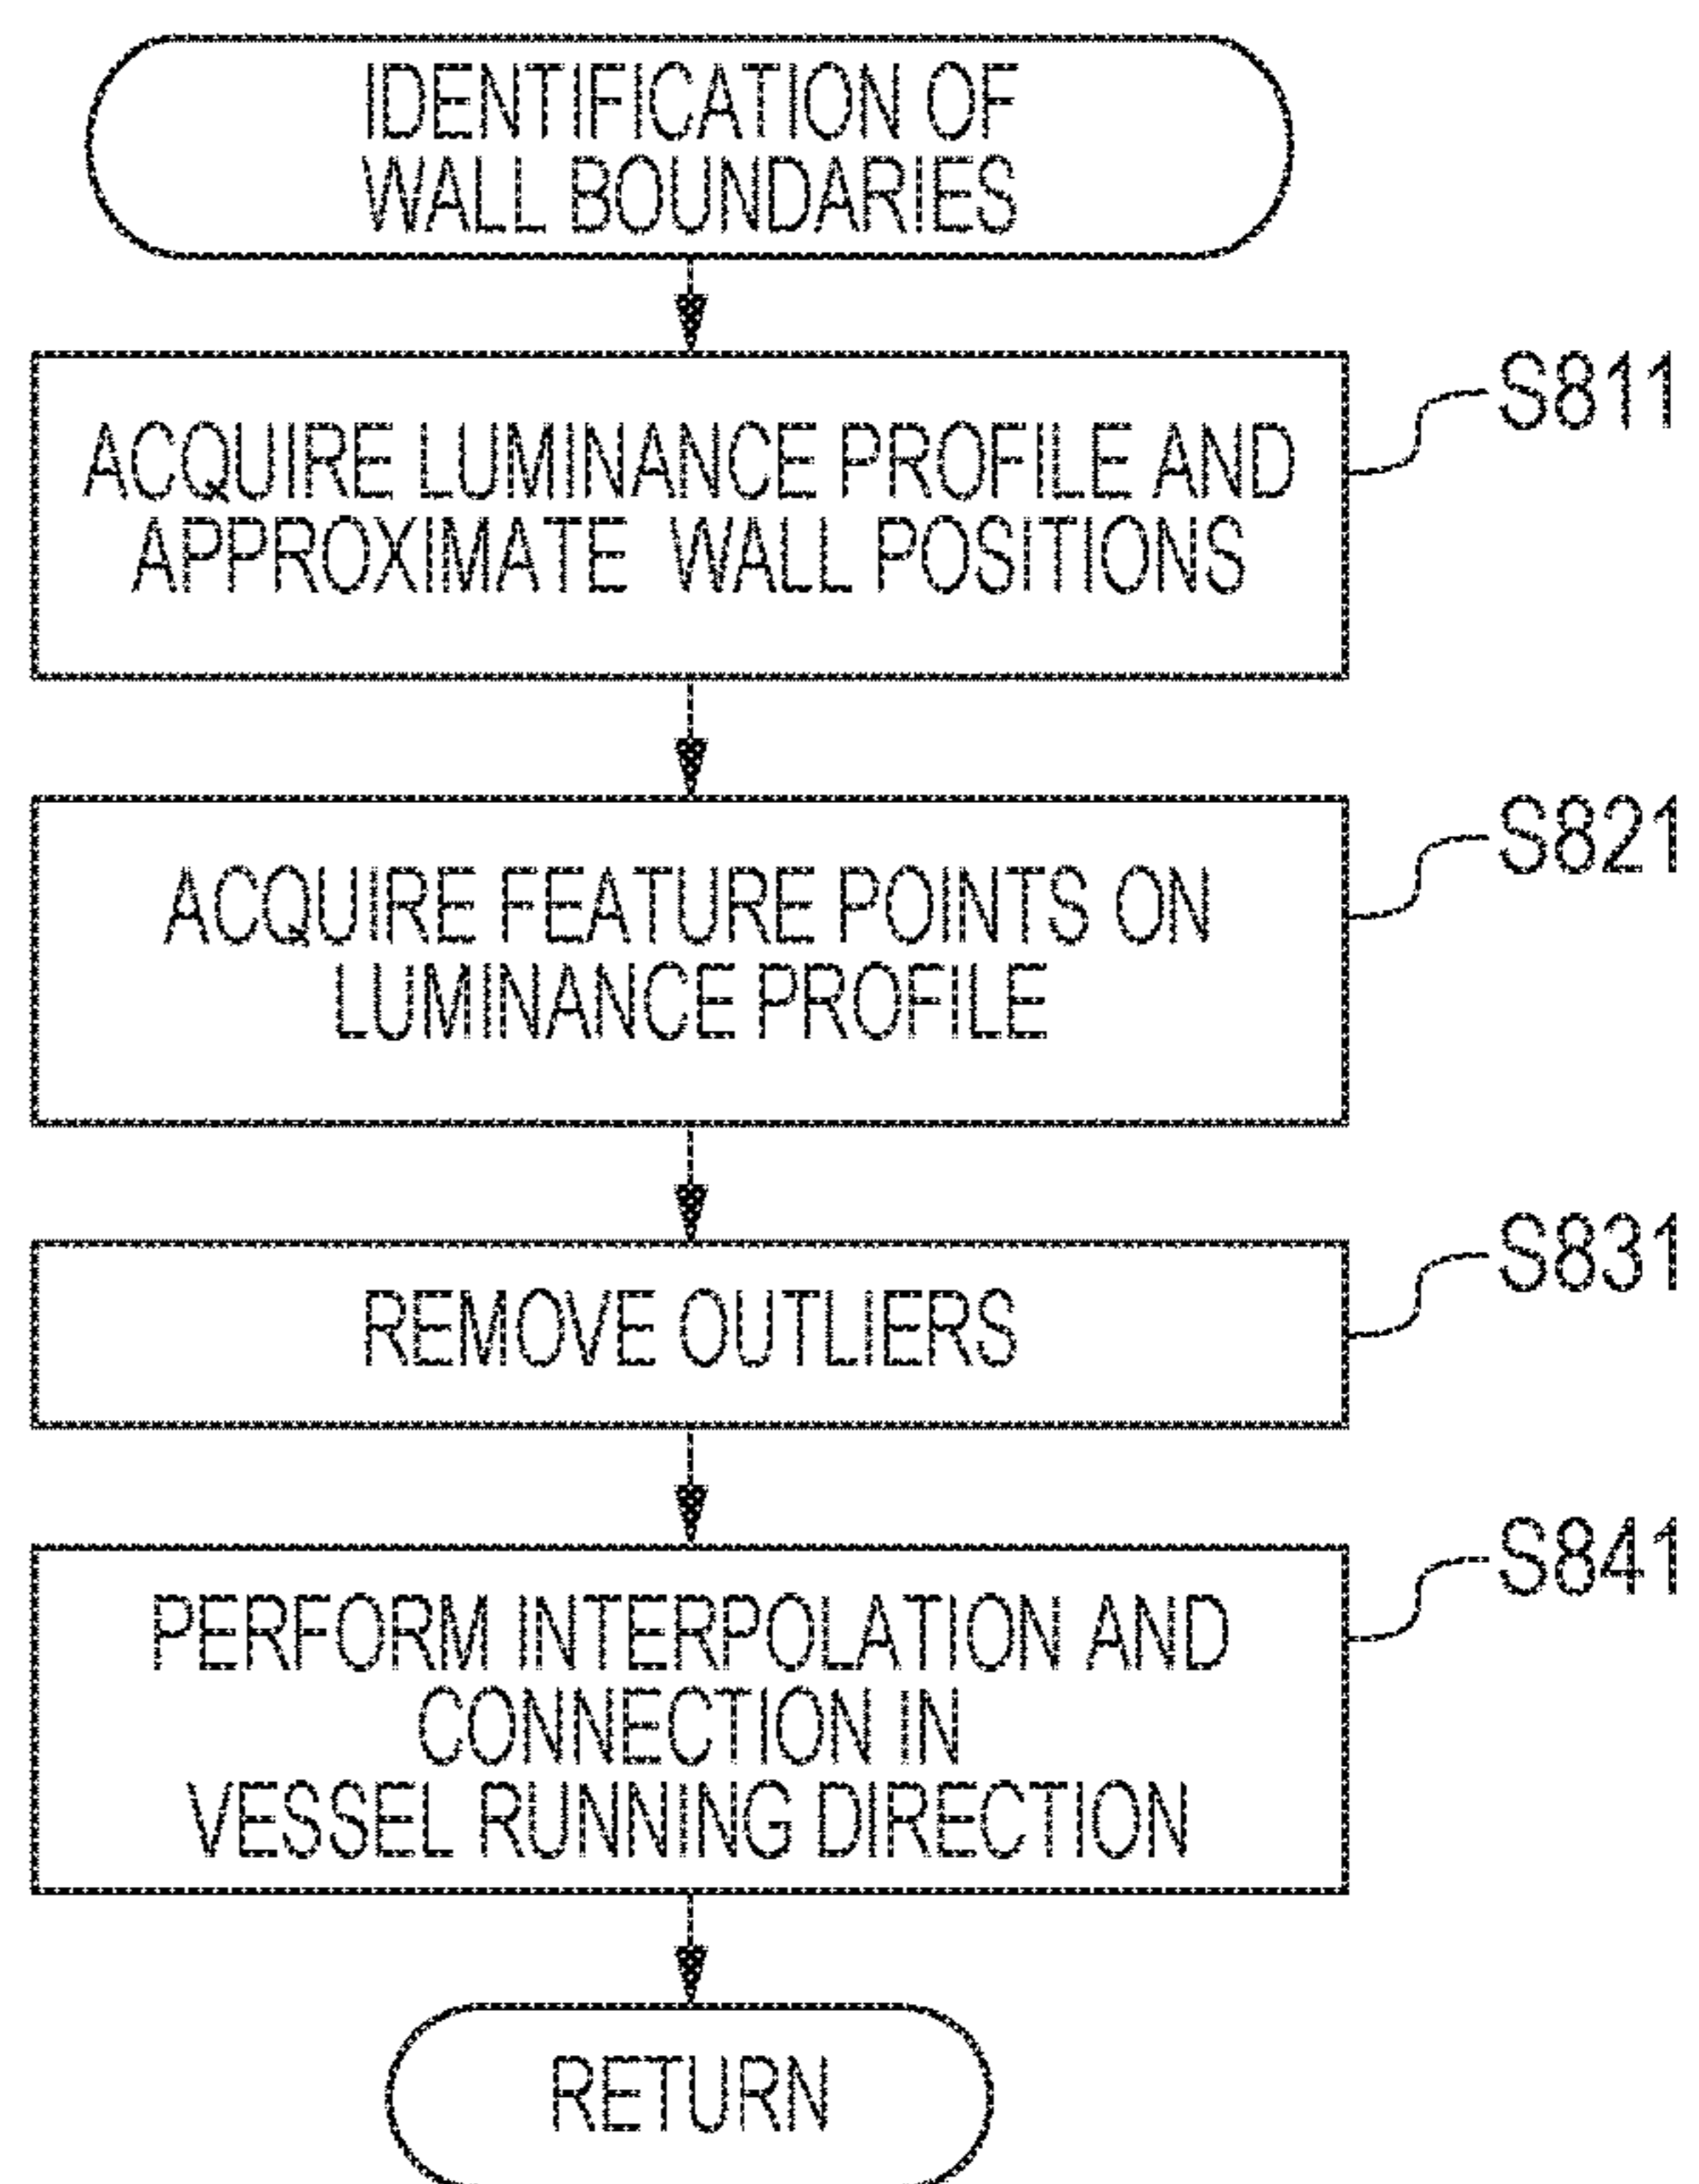 IDENTIFICATION OF
WALL BOUNDARIES
ACQUIRE LUMINANCE PROFILE AND
APPROXIMATE WALL POSITIONS
S811
ACQUIRE FEATURE POINTS ON
LUMINANCE PROFILE
S821
REMOVE OUTLIERS
S831
PERFORM INTERPOLATION AND
CONNECTION IN
VESSEL RUNNING DIRECTION
S841
RETURN